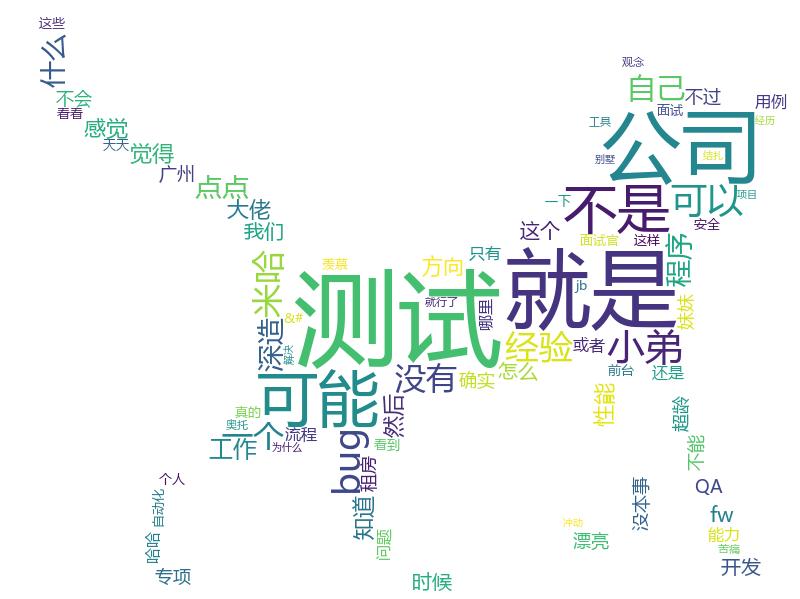 这些
什么
观念
自己
不过
不会
看看
面试
用例
感觉
工具
公司
经历
天天
觉得
别墅
结扎
广州
点点
不是
可以
项目
大佬
一下
安全
我们
这个
面试官
这样
程序
米哈
羡慕
方向
只有
就是
jb
测试
就行了
哪里
妹妹
&#
深造
解决
经验
或者
小弟
可能
没有
确实
怎么
前台
还是
真的
奥托
一个
流程
然后
性能
超龄
工作
为什么
bug
看到
不能
个人
租房
没本事
QA
自动化
知道
fw
哈哈
问题
冲动
漂亮
能力
苦痛
专项
时候
开发